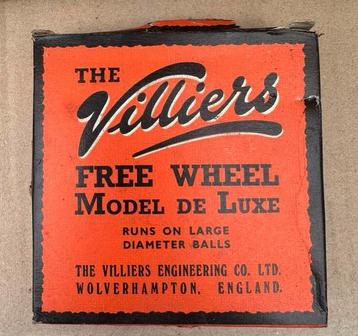 THE
Villiers
FREE WHEEL
MODEL DE LUXE
RUNS ON LARGE
DIAMETER BALLS
THE VILLIERS ENGINEERING CO. LTD.
WOLVERHAMPTON, ENGLAND.